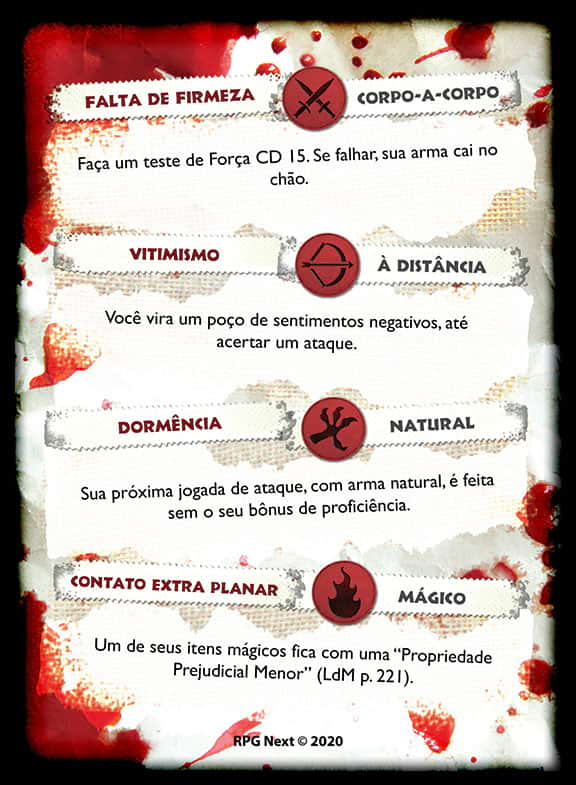 FALTA DE FIRMEZA
CORPO-A-CORPO
Faça um teste de Força CD 15. Se falhar, sua arma cai no
chão.
VITIMISMO
À DISTÂNCIA
Você vira um poço de sentimentos negativos, até
acertar um ataque.
DORMÊNCIA
NATURAL
Sua próxima jogada de ataque, com arma natural, é feita
sem o seu bônus de proficiência.
CONTATO EXTRA PLANAR
MÁGICO
Um de seus itens mágicos fica com uma “Propriedade
Prejudicial Menor” (LdM p. 221).
RPG Next © 2020